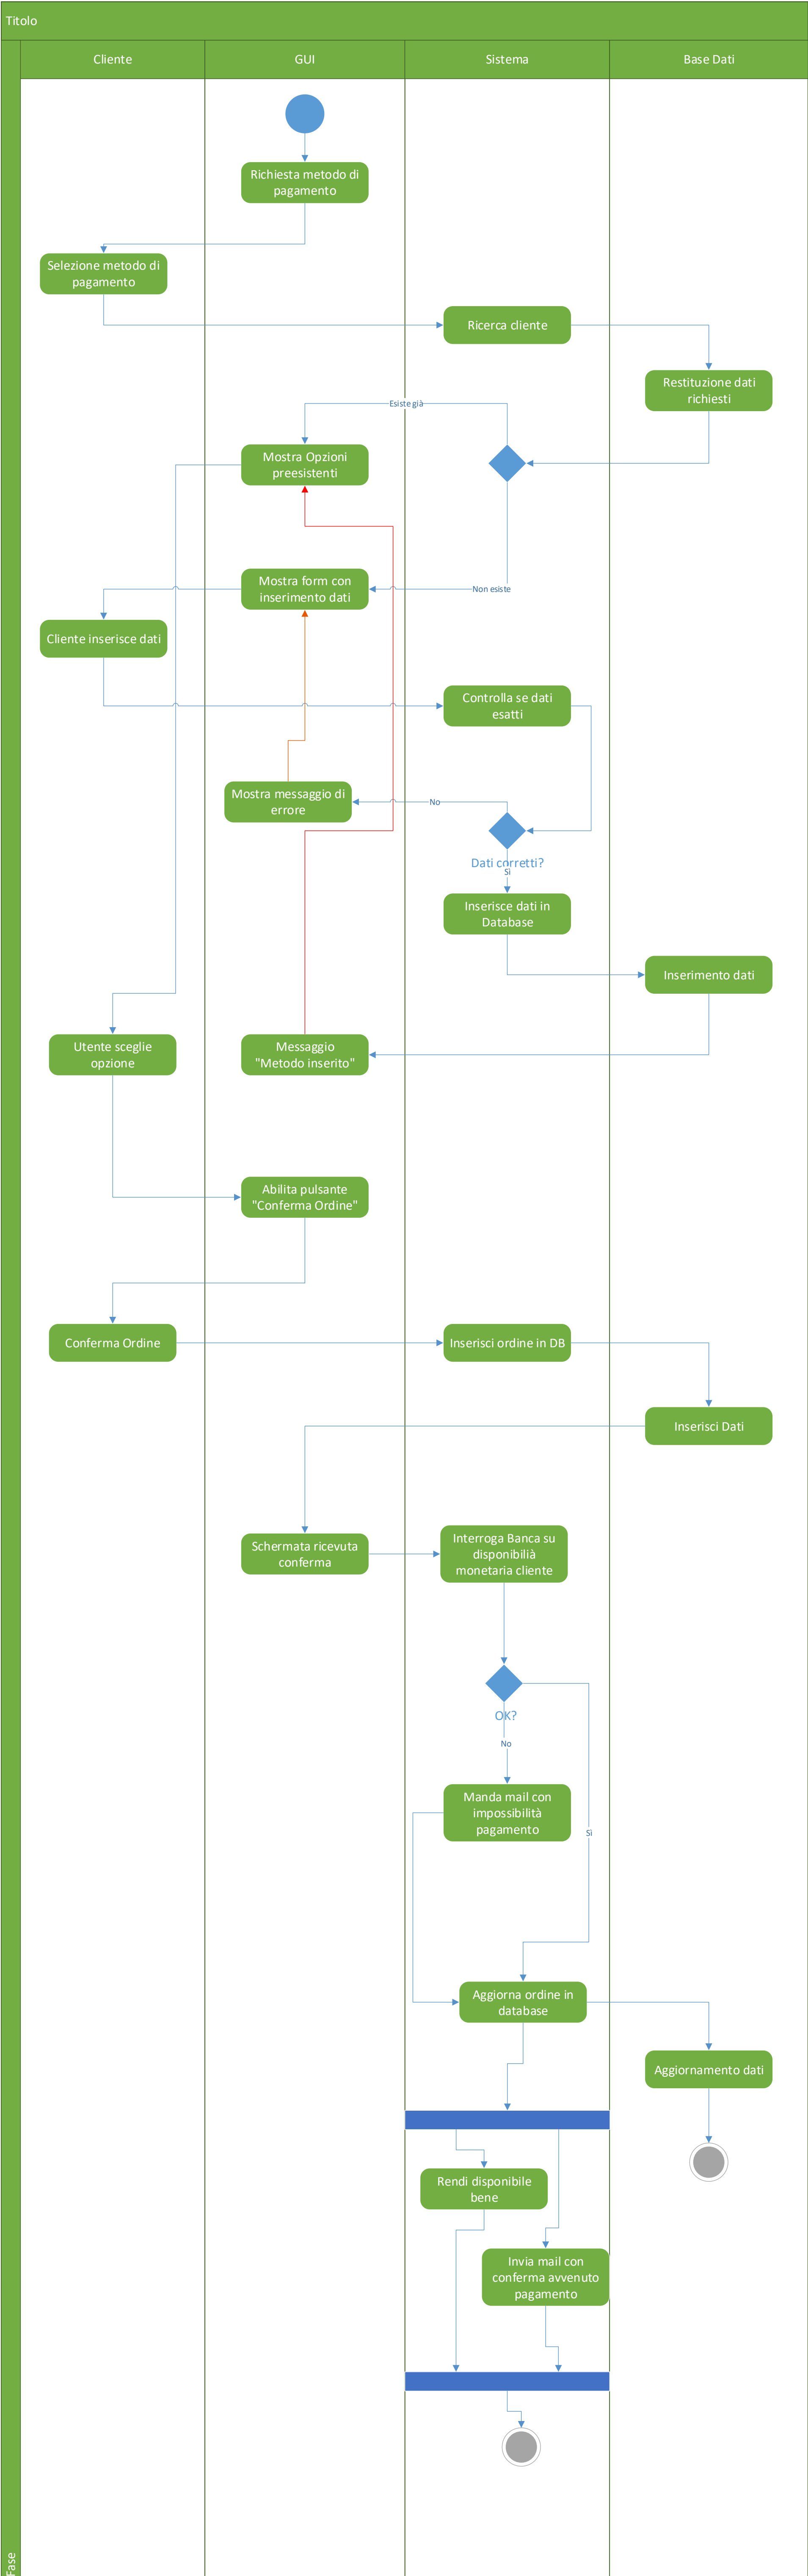 Titolo
Cliente
GUI
Sistema
Base Dati
Richiesta metodo di
pagamento
Selezione metodo di
pagamento
Ricerca cliente
Restituzione dati
richiesti
Esiste già
Mostra Opzioni
preesistenti
Mostra form con
inserimento dati
Non esiste
Cliente inserisce dati
Controlla se dati
esatti
Mostra messaggio di
errore
No
Dati corretti?
Sì
Inserisce dati in
Database
Inserimento dati
Utente sceglie
opzione
Messaggio
"Metodo inserito"
Abilita pulsante
"Conferma Ordine"
Conferma Ordine
Inserisci ordine in DB
Inserisci Dati
Schermata ricevuta
conferma
Interroga Banca su
disponibilià
monetaria cliente
OK?
No
Manda mail con
impossibilità
pagamento
Sì
Aggiorna ordine in
database
Aggiornamento dati
Rendi disponibile
bene
Invia mail con
conferma avvenuto
pagamento
Fase